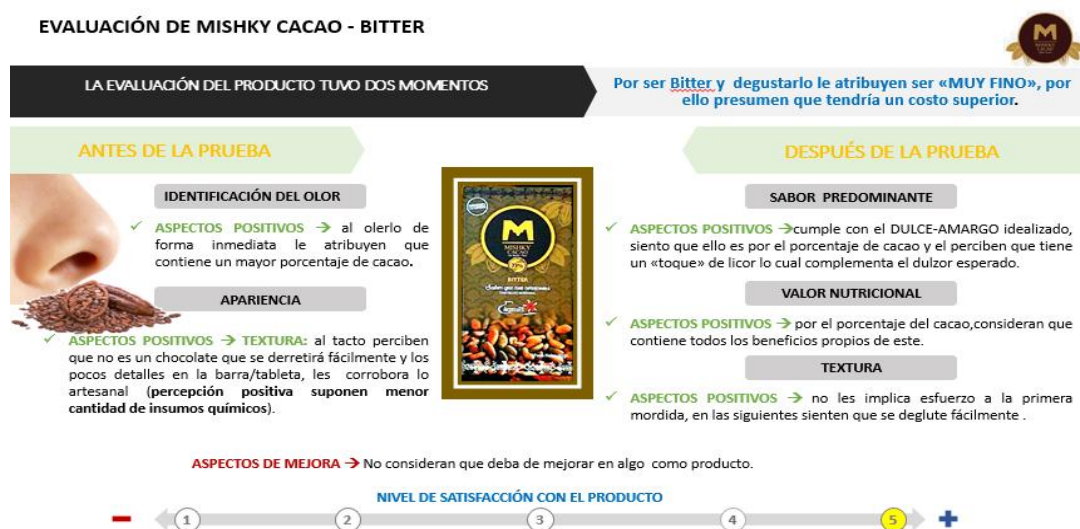 EVALUACIÓN DE MISHKY CACAO - BITTER
M
MISHKY
CACAO
LA EVALUACIÓN DEL PRODUCTO TUVO DOS MOMENTOS
Por ser Bitter y degustarlo le atribuyen ser «MUY FINO», por
ello presumen que tendría un costo superior.
ANTES DE LA PRUEBA
IDENTIFICACIÓN DEL OLOR
✓ ASPECTOS POSITIVOS → al olerlo de
forma inmediata le atribuyen que
contiene un mayor porcentaje de cacao.
APARIENCIA
✓ ASPECTOS POSITIVOS → TEXTURA: al tacto perciben
que no es un chocolate que se derretirá fácilmente y los
pocos detalles en la barra/tableta, les corrobora lo
artesanal (percepción positiva suponen menor
cantidad de insumos químicos).
M
MISHKY
CACAO
BITTER
DESPUÉS DE LA PRUEBA
SABOR PREDOMINANTE
✓ ASPECTOS POSITIVOS →cumple con el DULCE-AMARGO idealizado,
siento que ello es por el porcentaje de cacao y el perciben que tiene
un «toque» de licor lo cual complementa el dulzor esperado.
VALOR NUTRICIONAL
✓ ASPECTOS POSITIVOS → por el porcentaje del cacao,consideran que
contiene todos los beneficios propios de este.
TEXTURA
✓ ASPECTOS POSITIVOS → no les implica esfuerzo a la primera
mordida, en las siguientes sienten que se deglute fácilmente .
ASPECTOS DE MEJORA → No consideran que deba de mejorar en algo como producto.
NIVEL DE SATISFACCIÓN CON EL PRODUCTO
− 1 2 3 4 5 +